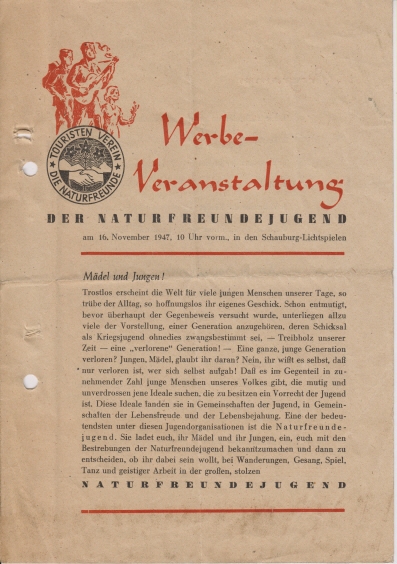 TOURISTEN VEREIN
DIE NATURFREUNDE
Werbe-
Veranstaltung
DER NATURFREUNDEJUGEND
am 16. November 1947, 10 Uhr vorm., in den Schauburg-Lichtspielen
Mädel und Jungen!
Trostlos erscheint die Welt für viele jungen Menschen unserer Tage, so
trübe der Alltag, so hoffnungslos ihr eigenes Geschick. Schon entmutigt,
bevor überhaupt der Gegenbeweis versucht wurde, unterliegen allzu
viele der Vorstellung, einer Generation anzugehören, deren Schicksal
als Kriegsjugend ohnedies zwangsbestimmt sei, — Treibholz unserer
Zeit — eine „verlorene" Generation! — Eine ganze, junge Generation
verloren? Jungen, Mädel, glaubt ihr daran? Nein, ihr wißt es selbst, daß
nur verloren ist, wer sich selbst aufgab! Daß es im Gegenteil in zu-
nehmender Zahl junge Menschen unseres Volkes gibt, die mutig und
unverdrossen jene Ideale suchen, die zu besitzen ein Vorrecht der Jugend
ist. Diese Ideale fanden sie in Gemeinschaften der Jugend, in Gemein-
schaften der Lebensfreude und der Lebensbejahung. Eine der bedeu-
tendsten unter diesen Jugendorganisationen ist die Naturfreunde-
jugend. Sie ladet euch, ihr Mädel und ihr Jungen, ein, euch mit den
Bestrebungen der Naturfreundejugend bekanntzumachen und dann zu
entscheiden, ob ihr dabei sein wollt, bei Wanderungen, Gesang, Spiel,
Tanz und geistiger Arbeit in der großen, stolzen
NATURFREUNDEJUGEND